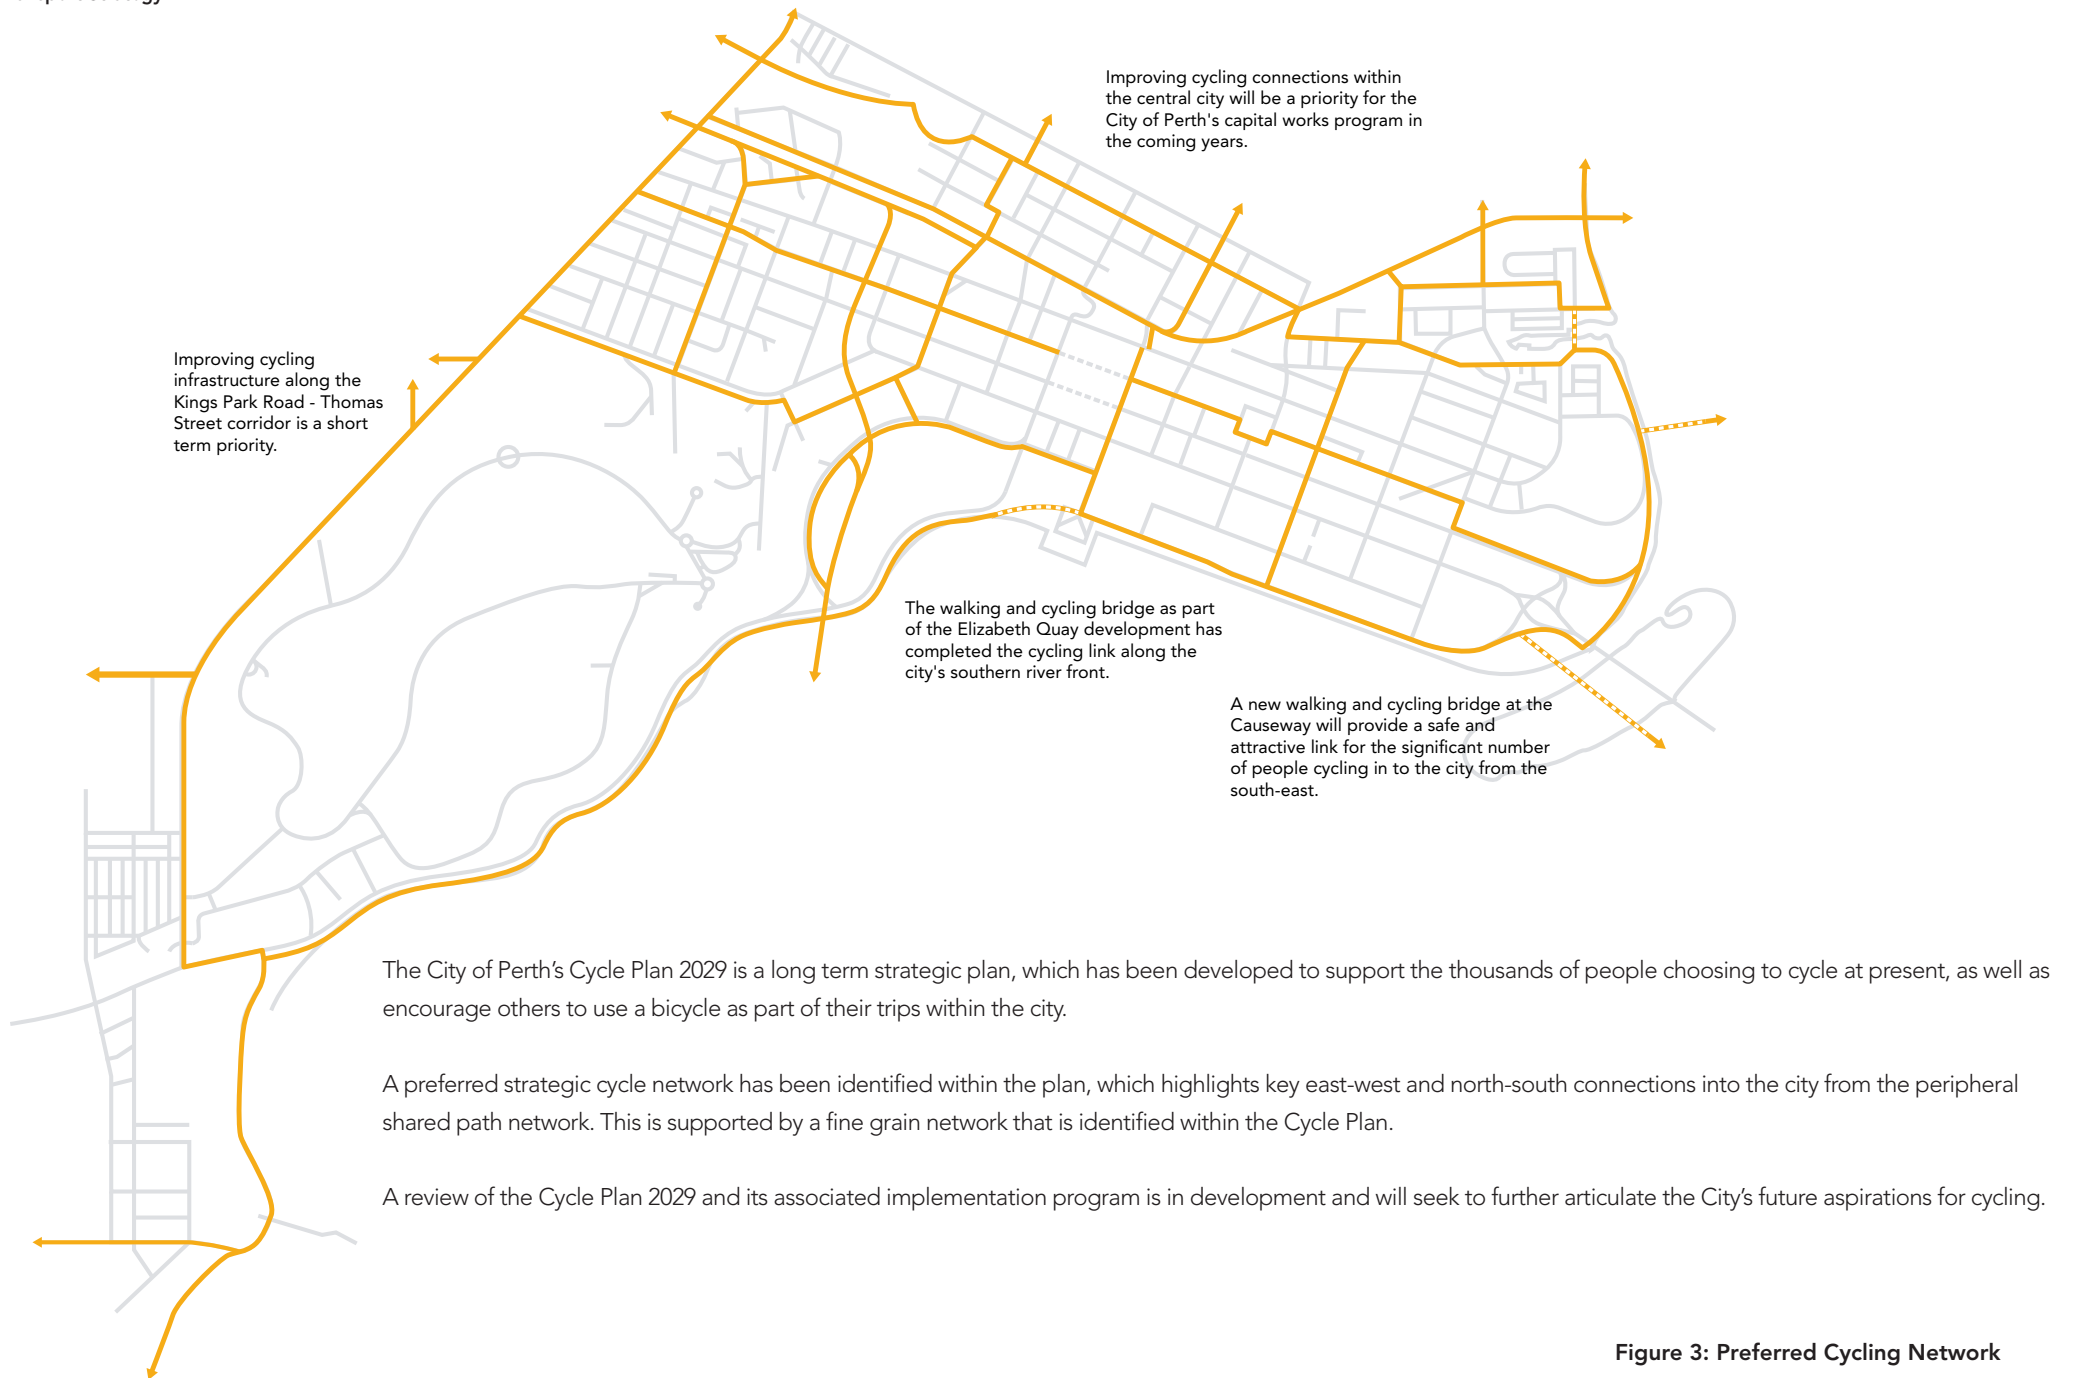 Improving cycling connections within
the central city will be a priority for the
City of Perth's capital works program in
the coming years.
Improving cycling
infrastructure along the
Kings Park Road - Thomas
Street corridor is a short
term priority.
The walking and cycling bridge as part
of the Elizabeth Quay development has
completed the cycling link along the
city's southern river front.
A new walking and cycling bridge at the
Causeway will provide a safe and
attractive link for the significant number
of people cycling in to the city from the
south-east.
The City of Perth’s Cycle Plan 2029 is a long term strategic plan, which has been developed to support the thousands of people choosing to cycle at present, as well as
encourage others to use a bicycle as part of their trips within the city.
A preferred strategic cycle network has been identified within the plan, which highlights key east-west and north-south connections into the city from the peripheral
shared path network. This is supported by a fine grain network that is identified within the Cycle Plan.
A review of the Cycle Plan 2029 and its associated implementation program is in development and will seek to further articulate the City’s future aspirations for cycling.
Figure 3: Preferred Cycling Network